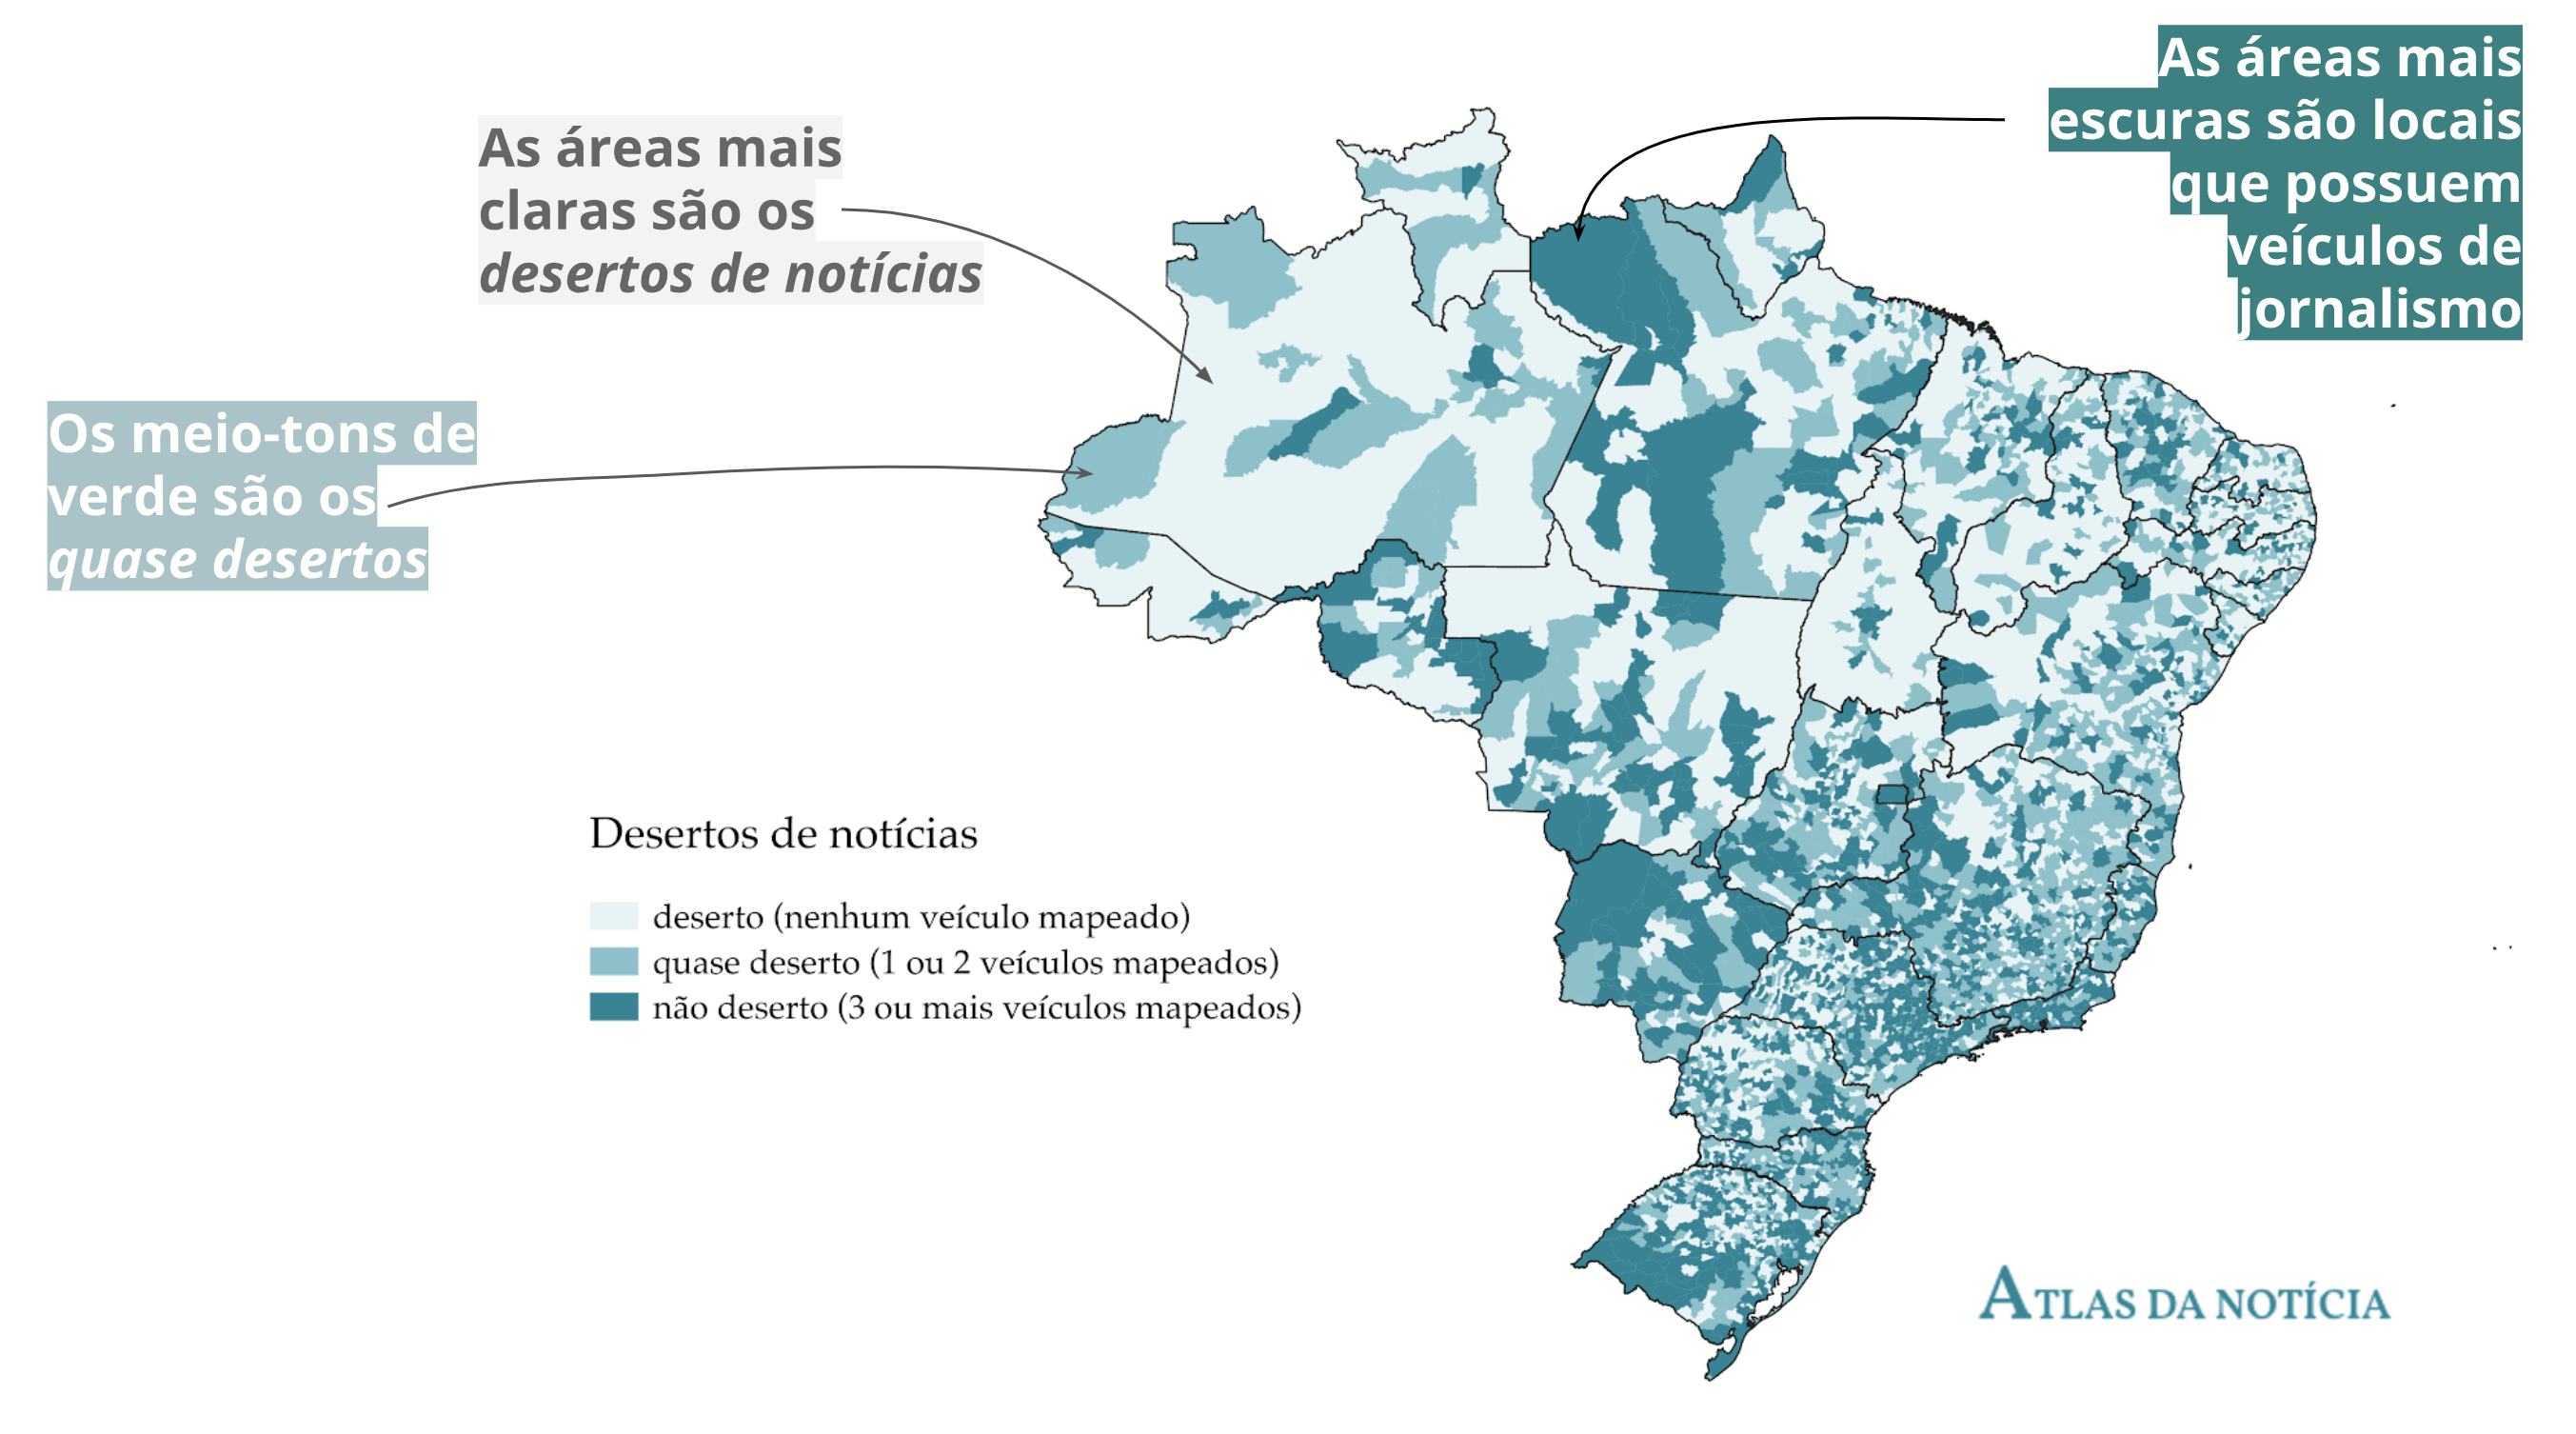 As áreas mais
claras são os
desertos de notícias
As áreas mais
escuras são locais
que possuem
veículos de
jornalismo
Os meio-tons de
verde são os
quase desertos
Desertos de notícias
deserto (nenhum veículo mapeado)
quase deserto (1 ou 2 veículos mapeados)
não deserto (3 ou mais veículos mapeados)
ATLAS DA NOTÍCIA